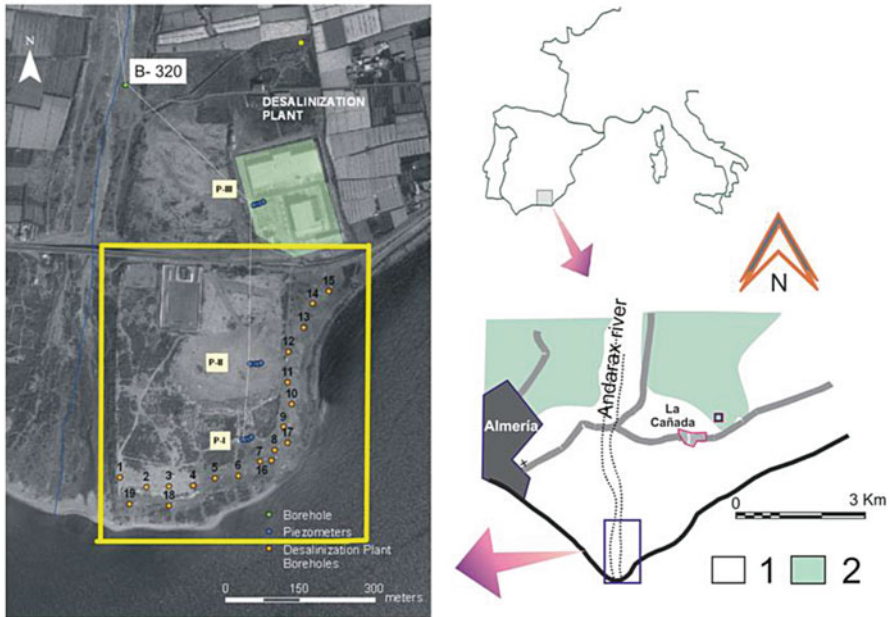 N
B- 320
DESALINIZATION
PLANT
P-III
15
14
13
12
P-II
11
10
9
17
P-I
8
7
16
6
5
4
3
2
1
19
18
Borehole
Piezometers
Desalinization Plant
Boreholes
0 150 300
meters
N
Andarax river
Almería
La
Cañada
0 3 Km
1 2